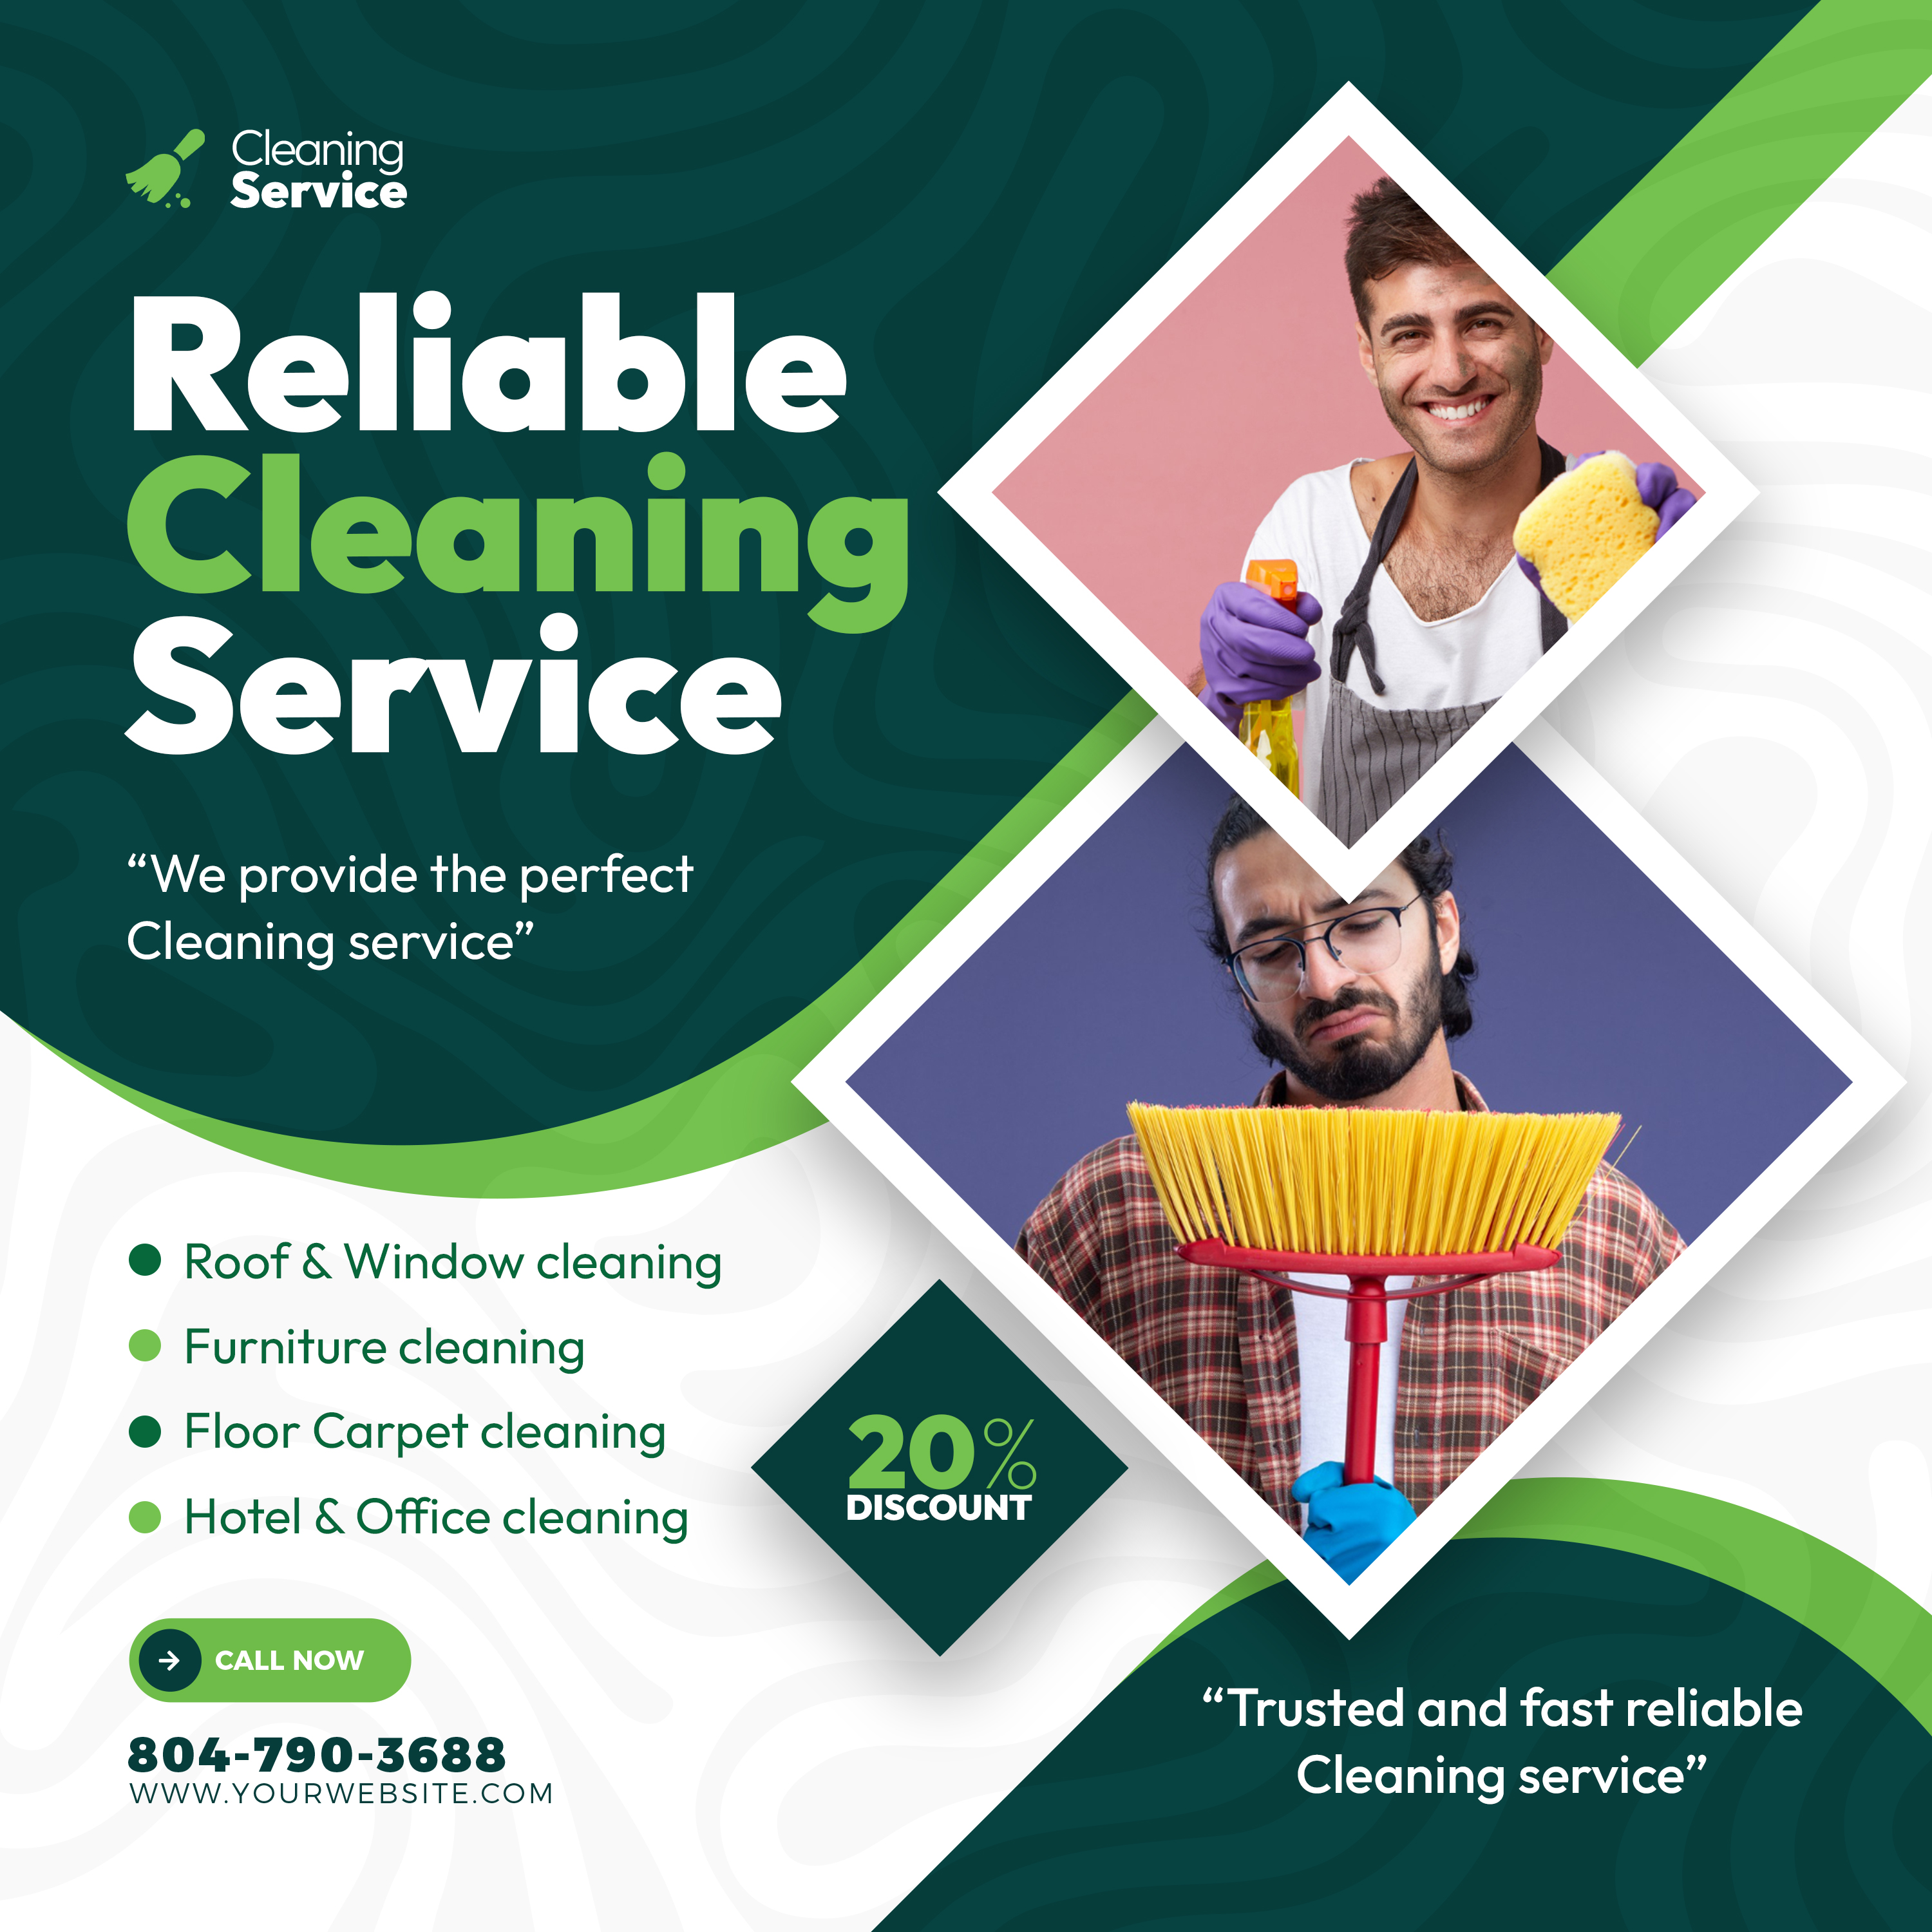 Cleaning
Service
Reliable
Cleaning
Service
“We provide the perfect
Cleaning service”
Roof & Window cleaning
Furniture cleaning
Floor Carpet cleaning
Hotel & Office cleaning
20%
DISCOUNT
CALL NOW
804-790-3688
WWW.YOURWEBSITE.COM
“Trusted and fast reliable
Cleaning service”